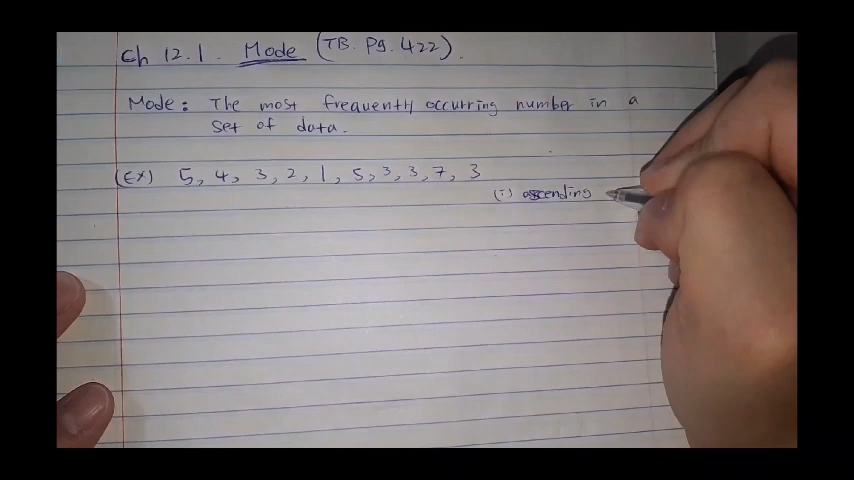 Ch 12.1. Mode (TB. Pg. 422).
Mode: The most frequently occurring number in a
set of data.
(Ex) 5, 4, 3, 2, 1, 5, 3, 3, 7, 3
(i) ascending